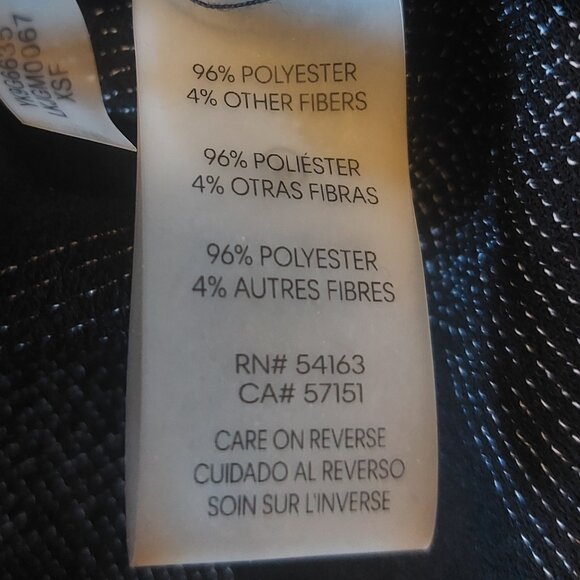 96% POLYESTER
4% OTHER FIBERS
96% POLIÉSTER
4% OTRAS FIBRAS
96% POLYESTER
4% AUTRES FIBRES
RN# 54163
CA# 57151
CARE ON REVERSE
CUIDADO AL REVERSO
SOIN SUR L'INVERSE
XSF